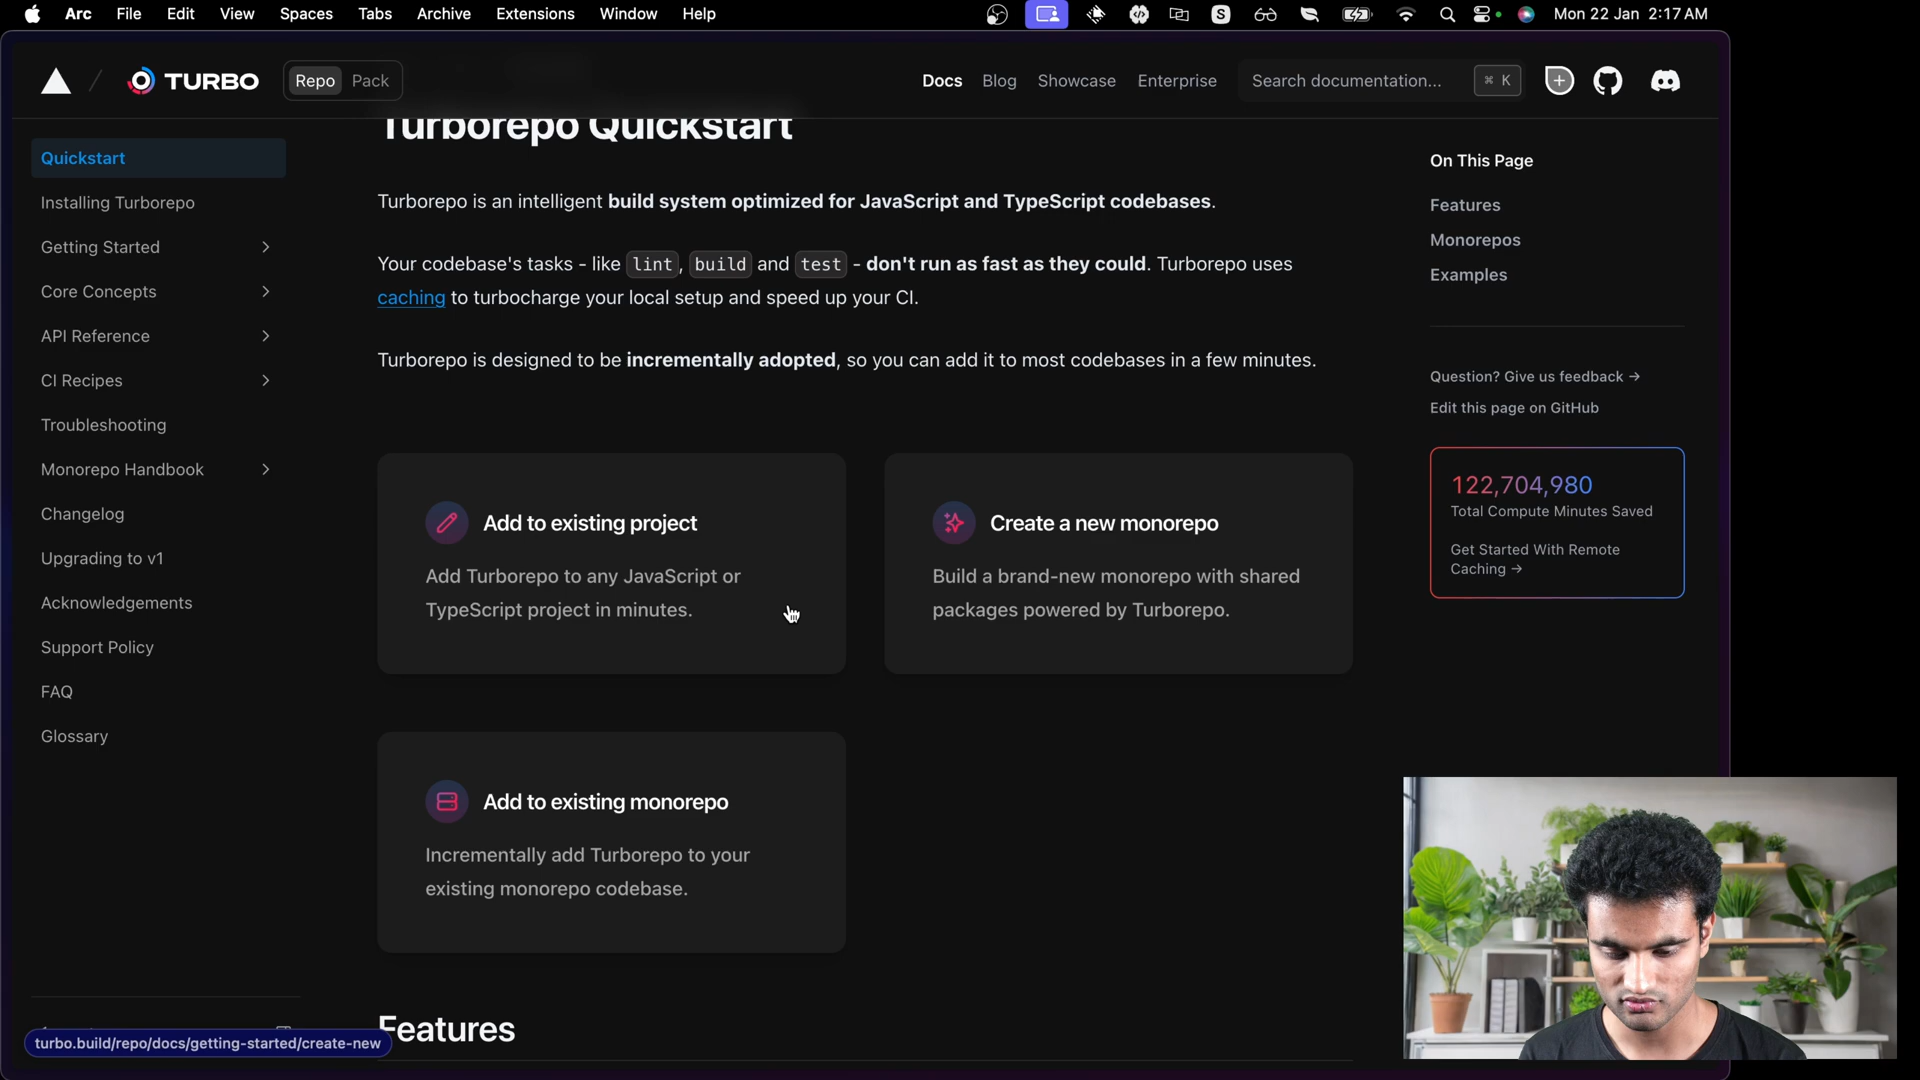 Arc File Edit View Spaces Tabs Archive Extensions Window Help S Mon 22 Jan 2:17 AM
TURBO Repo Pack Docs Blog Showcase Enterprise Search documentation... ⌘ K
Turborepo Quickstart
Quickstart
Installing Turborepo
Getting Started
Core Concepts
API Reference
CI Recipes
Troubleshooting
Monorepo Handbook
Changelog
Upgrading to v1
Acknowledgements
Support Policy
FAQ
Glossary
turbo.build/repo/docs/getting-started/create-new
Turborepo is an intelligent build system optimized for JavaScript and TypeScript codebases.
Your codebase's tasks - like lint, build and test - don't run as fast as they could. Turborepo uses
caching to turbocharge your local setup and speed up your CI.
Turborepo is designed to be incrementally adopted, so you can add it to most codebases in a few minutes.
Add to existing project
Add Turborepo to any JavaScript or
TypeScript project in minutes.
Create a new monorepo
Build a brand-new monorepo with shared
packages powered by Turborepo.
Add to existing monorepo
Incrementally add Turborepo to your
existing monorepo codebase.
Features
On This Page
Features
Monorepos
Examples
Question? Give us feedback →
Edit this page on GitHub
122,704,980
Total Compute Minutes Saved
Get Started With Remote
Caching →